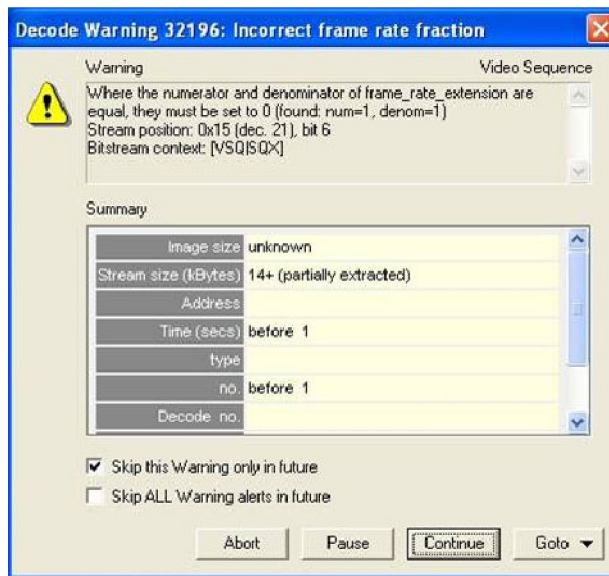 Decode Warning 32196: Incorrect frame rate fraction
Warning Video Sequence
Where the numerator and denominator of frame_rate_extension are
equal, they must be set to 0 (found: num=1, denom=1)
Stream position: 0x15 (dec. 21), bit 6
Bitstream context: [VSQ|SQX]
Summary
Image size unknown
Stream size (kBytes) 14+ (partially extracted)
Address
Time (secs) before 1
type
no. before 1
Decode no.
Skip this Warning only in future
Skip ALL Warning alerts in future
Abort Pause Continue Goto